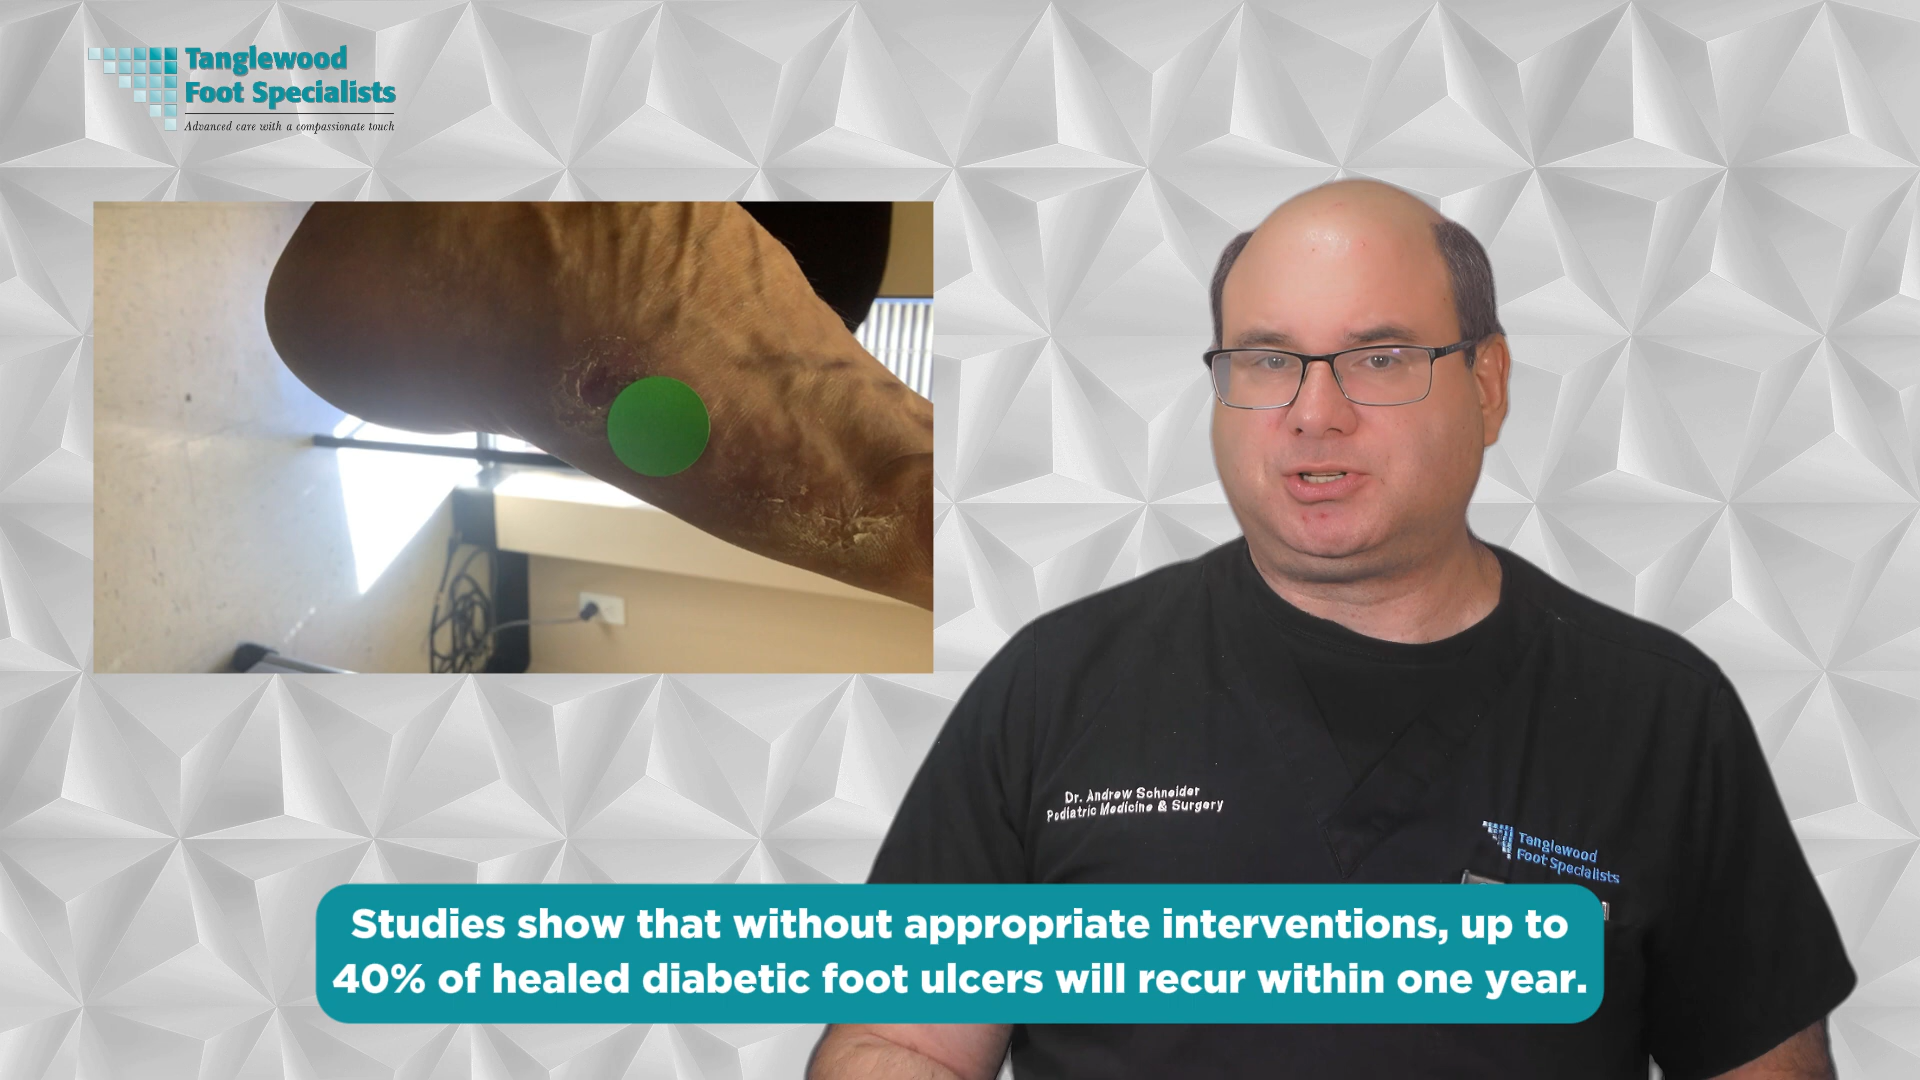 Tanglewood
Foot Specialists
Advanced care with a compassionate touch
Dr. Andrew Schneider
Podiatric Medicine & Surgery
Tanglewood
Foot Specialists
Studies show that without appropriate interventions, up to
40% of healed diabetic foot ulcers will recur within one year.